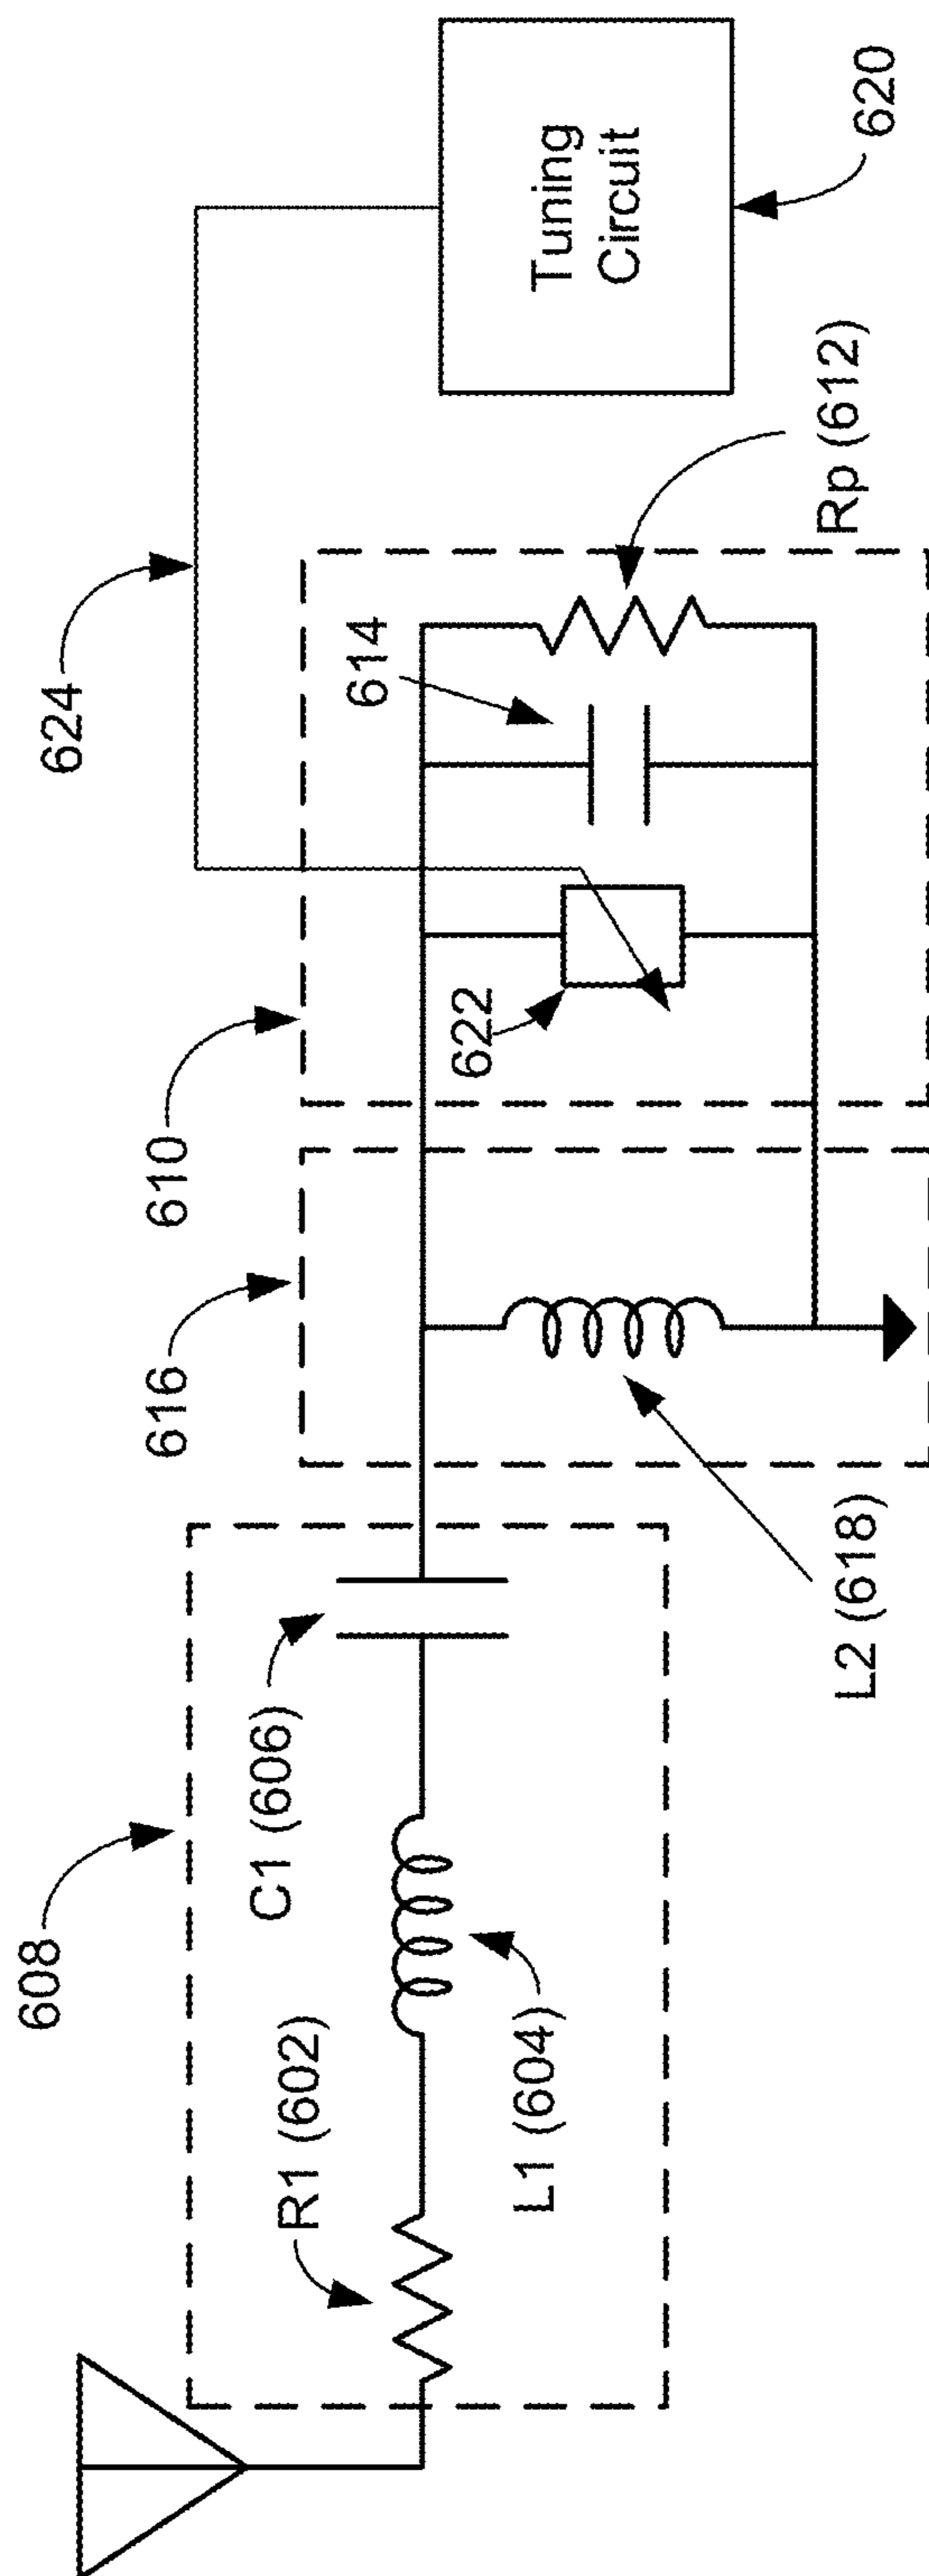 608
R1 (602)
C1 (606)
L1 (604)
616
610
624
L2 (618)
622
614
Rp (612)
Tuning
Circuit
620